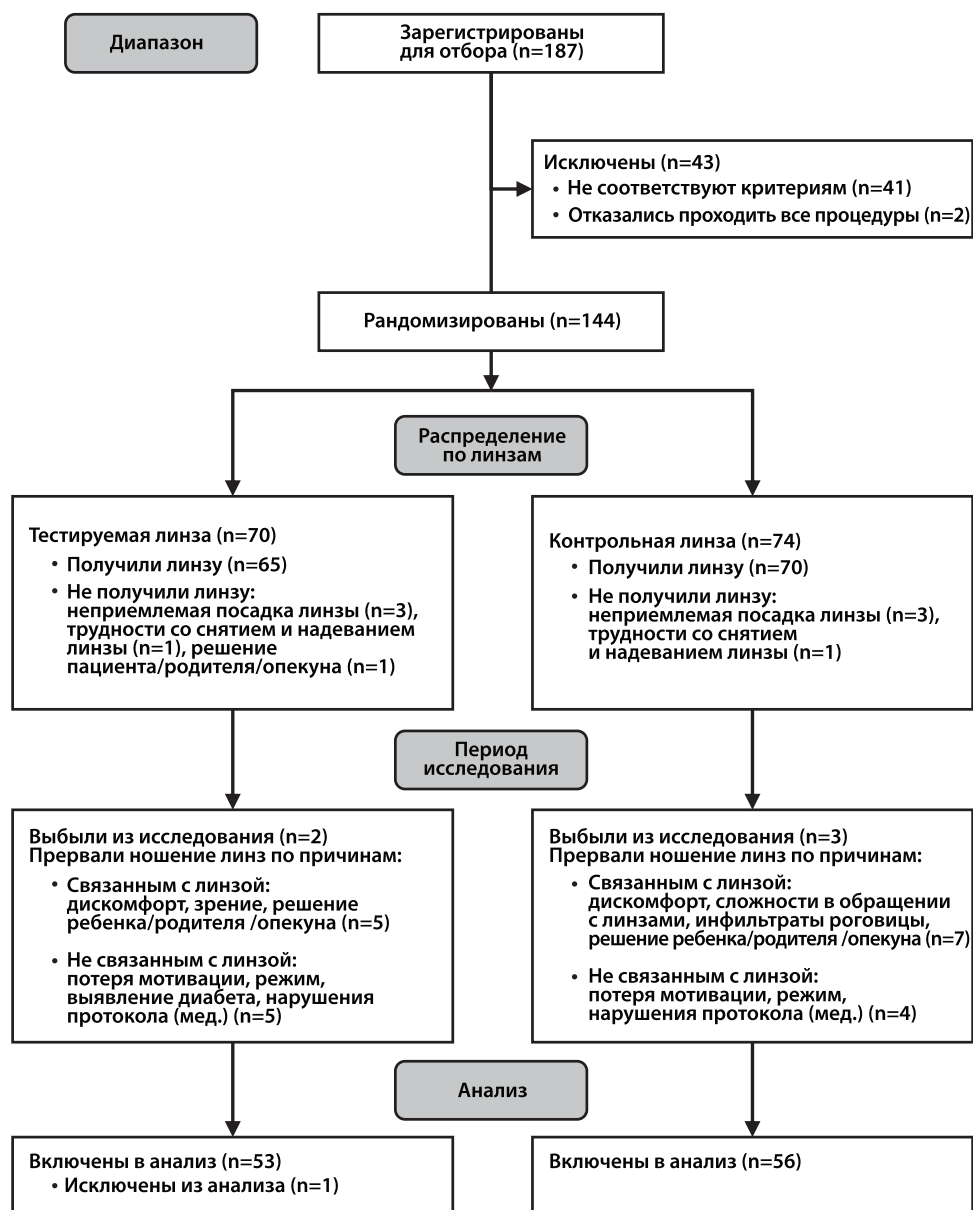 Диапазон
Зарегистрированы
для отбора (n=187)
Исключены (n=43)
• Не соответствуют критериям (n=41)
• Отказались проходить все процедуры (n=2)
Рандомизированы (n=144)
Распределение
по линзам
Тестируемая линза (n=70)
• Получили линзу (n=65)
• Не получили линзу:
неприемлемая посадка линзы (n=3),
трудности со снятием и надеванием
линзы (n=1), решение
пациента/родителя/опекуна (n=1)
Контрольная линза (n=74)
• Получили линзу (n=70)
• Не получили линзу:
неприемлемая посадка линзы (n=3),
трудности со снятием
и надеванием линзы (n=1)
Период
исследования
Выбыли из исследования (n=2)
Прервали ношение линз по причинам:
• Связанным с линзой:
дискомфорт, зрение, решение
ребенка/родителя /опекуна (n=5)
• Не связанным с линзой:
потеря мотивации, режим,
выявление диабета, нарушения
протокола (мед.) (n=5)
Выбыли из исследования (n=3)
Прервали ношение линз по причинам:
• Связанным с линзой:
дискомфорт, сложности в обращении
с линзами, инфильтраты роговицы,
решение ребенка/родителя /опекуна (n=7)
• Не связанным с линзой:
потеря мотивации, режим,
нарушения протокола (мед.) (n=4)
Анализ
Включены в анализ (n=53)
• Исключены из анализа (n=1)
Включены в анализ (n=56)